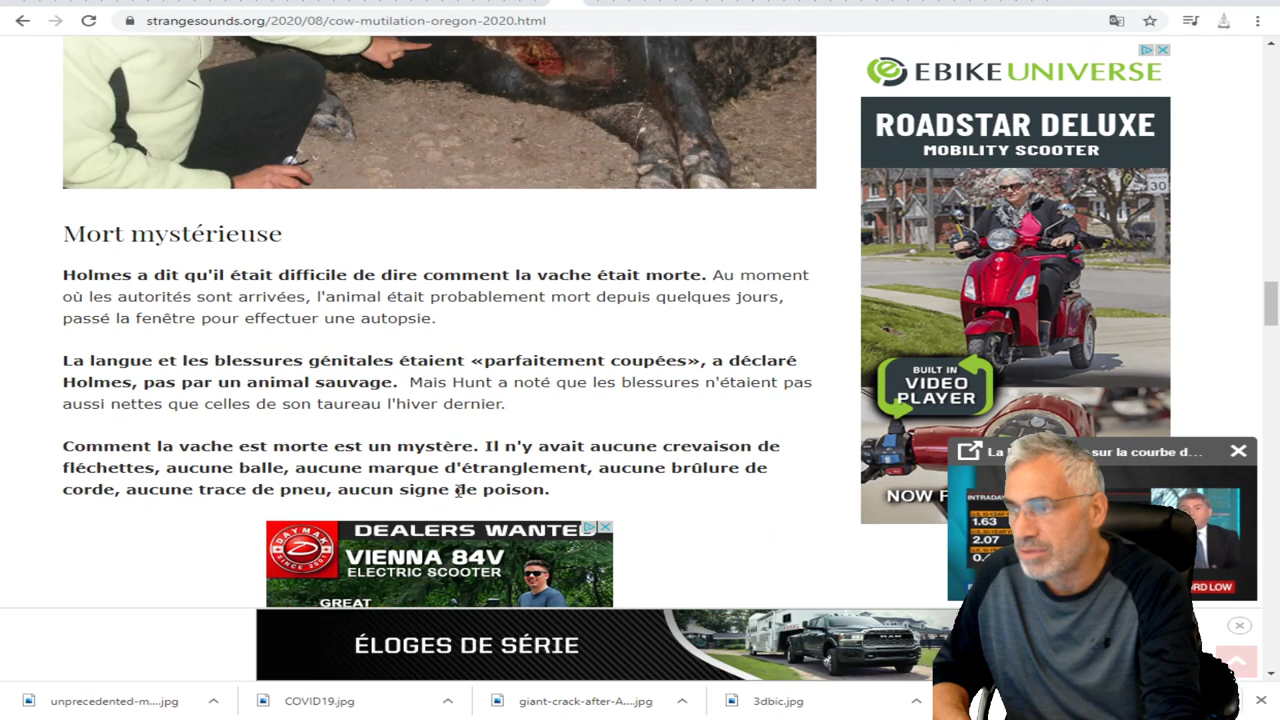 strangesounds.org/2020/08/cow-mutilation-oregon-2020.html
EBIKE UNIVERSE
ROADSTAR DELUXE
MOBILITY SCOOTER
30
BUILT IN
VIDEO
PLAYER
NOW
Mort mystérieuse
Holmes a dit qu'il était difficile de dire comment la vache était morte. Au moment
où les autorités sont arrivées, l'animal était probablement mort depuis quelques jours,
passé la fenêtre pour effectuer une autopsie.
La langue et les blessures génitales étaient «parfaitement coupées», a déclaré
Holmes, pas par un animal sauvage. Mais Hunt a noté que les blessures n'étaient pas
aussi nettes que celles de son taureau l'hiver dernier.
Comment la vache est morte est un mystère. Il n'y avait aucune crevaison de
fléchettes, aucune balle, aucune marque d'étranglement, aucune brûlure de
corde, aucune trace de pneu, aucun signe de poison.
sur la courbe d...
INTRADAY
1.63
2.07
RD LOW
DAYMAK
SINCE 2001
DEALERS WANTE
VIENNA 84V
ELECTRIC SCOOTER
GREAT
ÉLOGES DE SÉRIE
RAM
unprecedented-m....jpg
COVID19.jpg
giant-crack-after-A....jpg
3dbic.jpg